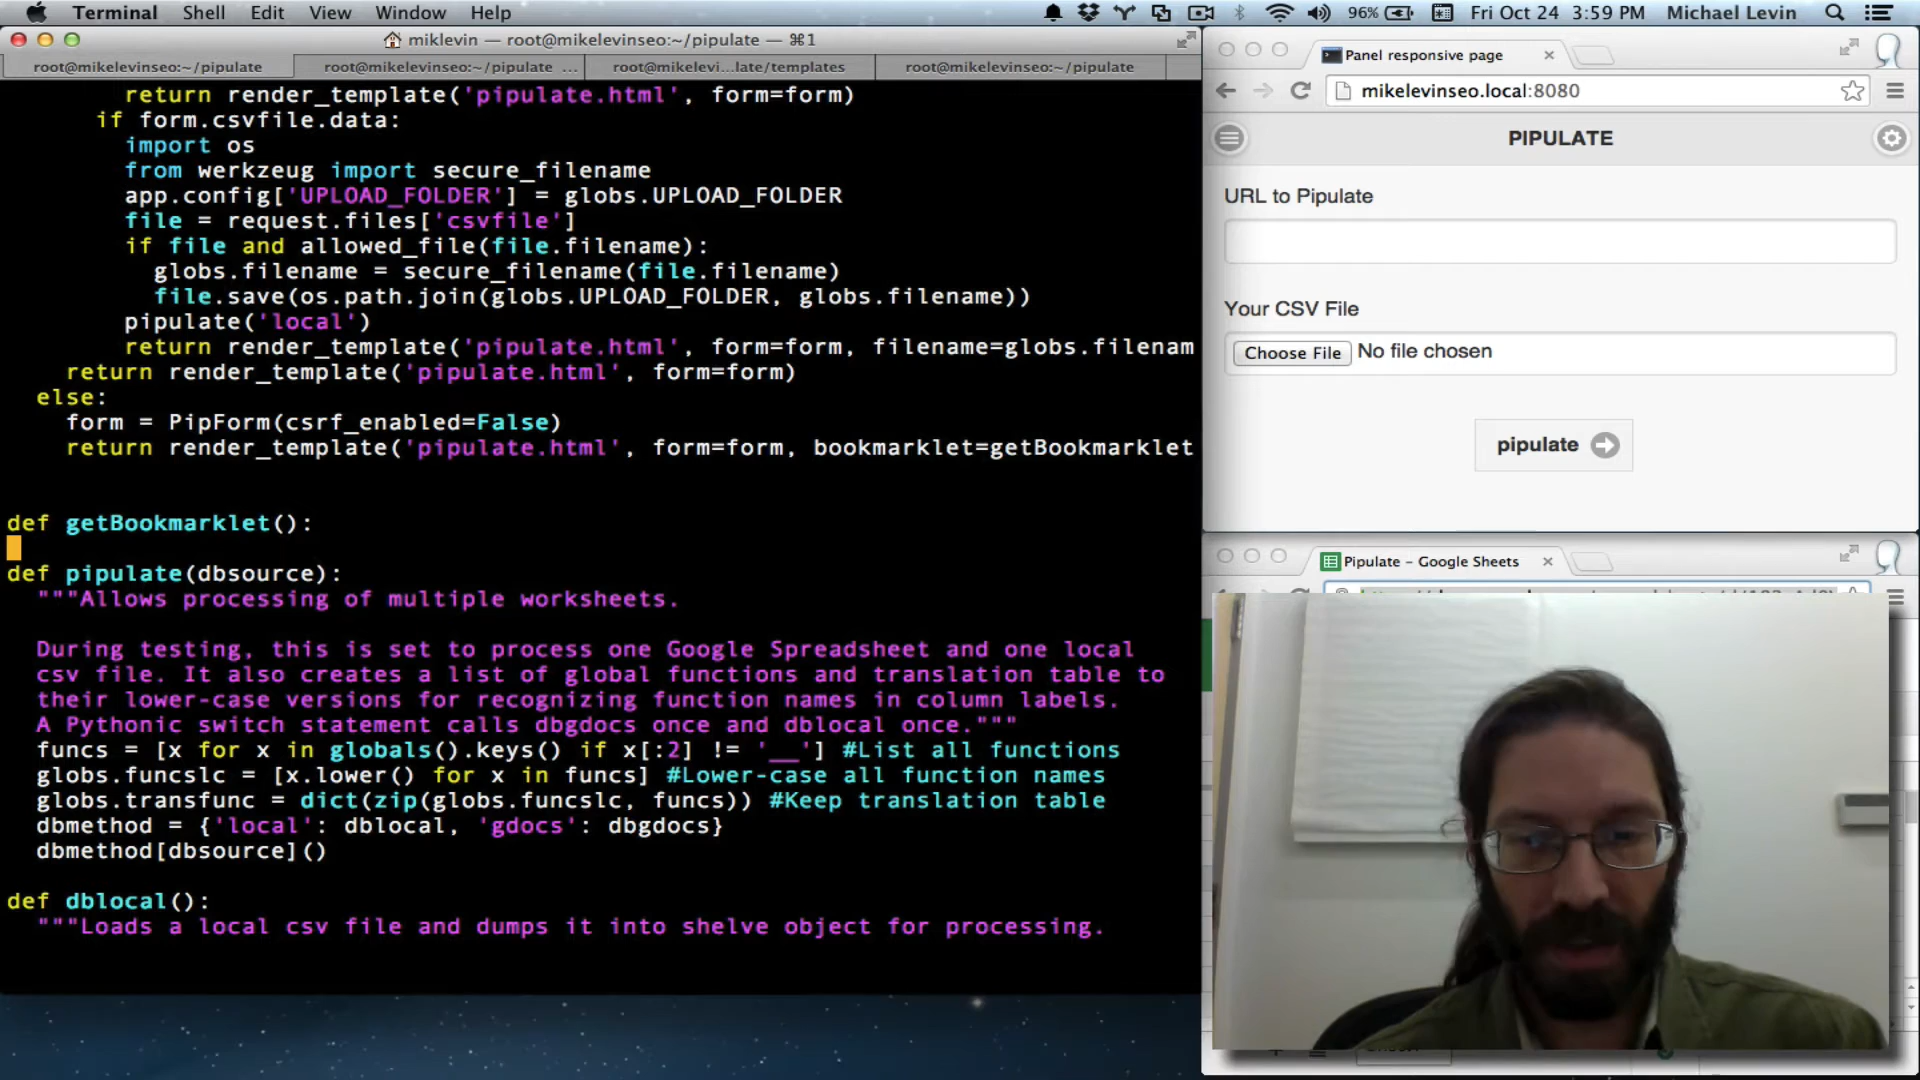 Terminal Shell Edit View Window Help
96% Fri Oct 24 3:59 PM Michael Levin
miklevin — root@mikelevinseo:~/pipulate — ⌘1
root@mikelevinseo:~/pipulate
root@mikelevinseo:~/pipulate ...
root@mikelevi...late/templates
root@mikelevinseo:~/pipulate
return render_template('pipulate.html', form=form)
if form.csvfile.data:
import os
from werkzeug import secure_filename
app.config['UPLOAD_FOLDER'] = globs.UPLOAD_FOLDER
file = request.files['csvfile']
if file and allowed_file(file.filename):
globs.filename = secure_filename(file.filename)
file.save(os.path.join(globs.UPLOAD_FOLDER, globs.filename))
pipulate('local')
return render_template('pipulate.html', form=form, filename=globs.filenam
return render_template('pipulate.html', form=form)
else:
form = PipForm(csrf_enabled=False)
return render_template('pipulate.html', form=form, bookmarklet=getBookmarklet
def getBookmarklet():
def pipulate(dbsource):
"""Allows processing of multiple worksheets.
During testing, this is set to process one Google Spreadsheet and one local
csv file. It also creates a list of global functions and translation table to
their lower-case versions for recognizing function names in column labels.
A Pythonic switch statement calls dbgdocs once and dblocal once."""
funcs = [x for x in globals().keys() if x[:2] != '__'] #List all functions
globs.funcslc = [x.lower() for x in funcs] #Lower-case all function names
globs.transfunc = dict(zip(globs.funcslc, funcs)) #Keep translation table
dbmethod = {'local': dblocal, 'gdocs': dbgdocs}
dbmethod[dbsource]()
def dblocal():
"""Loads a local csv file and dumps it into shelve object for processing.
Panel responsive page
mikelevinseo.local:8080
PIPULATE
URL to Pipulate
Your CSV File
Choose File No file chosen
pipulate
Pipulate – Google Sheets